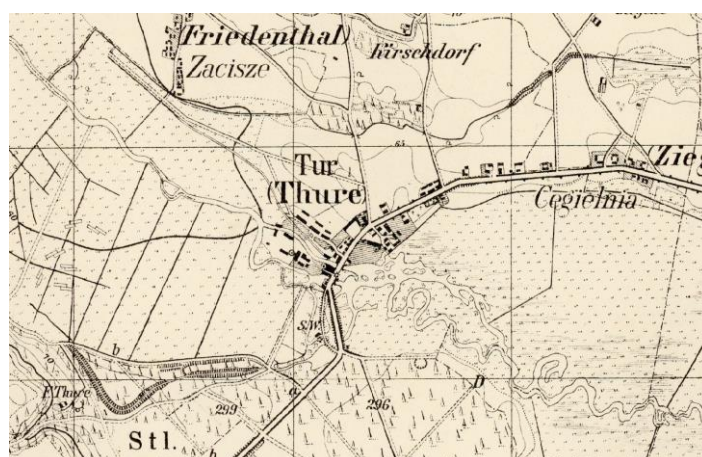 (Friedenthal)
Zacisze
Kirschdorf
85
Tur
(Thure)
(Zieg
Cegielnia
S.W.
b
a
D
F. Thure
299
296
Stl.
b